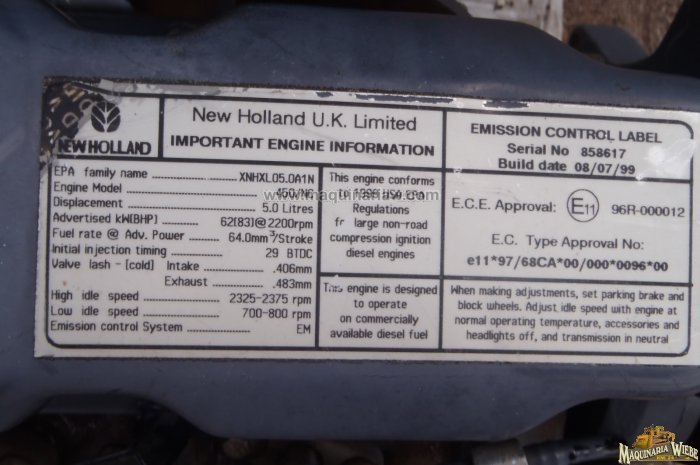 NEW HOLLAND
New Holland U.K. Limited
IMPORTANT ENGINE INFORMATION
EMISSION CONTROL LABEL
Serial No 858617
Build date 08/07/99
EPA family name XNHXL05.0A1N
Engine Model 450/NC
Displacement 5.0 Litres
Advertised kW(BHP) 62(83)@2200rpm
Fuel rate @ Adv. Power 64.0mm³/Stroke
Initial injection timing 29 BTDC
Valve lash - (cold) Intake .406mm
Exhaust .483mm
High idle speed 2325-2375 rpm
Low idle speed 700-800 rpm
Emission control System EM
This engine conforms
to 1998 USA EPA
Regulations
large non-road
compression ignition
diesel engines
This engine is designed
to operate
on commercially
available diesel fuel
E.C.E. Approval: E11 96R-000012
E.C. Type Approval No:
e11*97/68CA*00/000*0096*00
When making adjustments, set parking brake and
block wheels. Adjust idle speed with engine at
normal operating temperature, accessories and
headlights off, and transmission in neutral
MAQUINARIA WIEBE